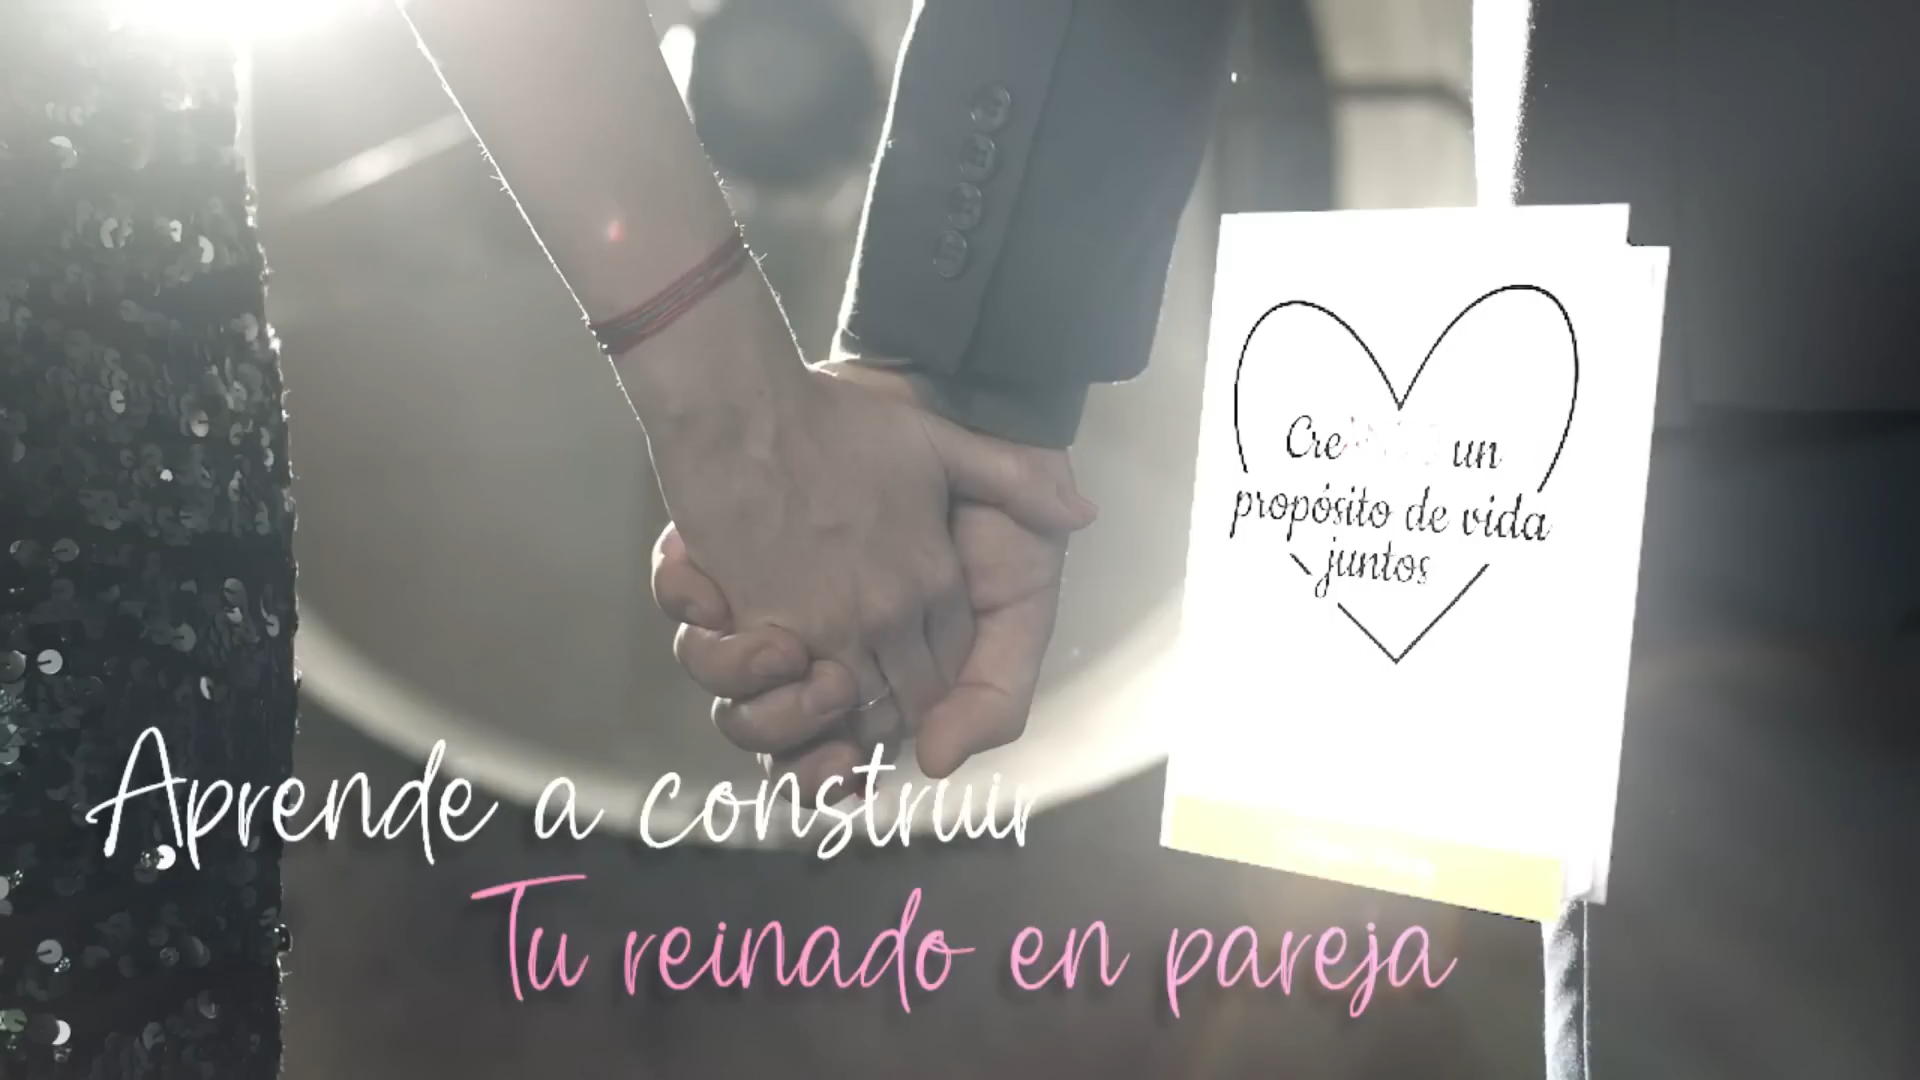 un
propósito de vida
juntos
Aprende a construir
Tu reinado en pareja